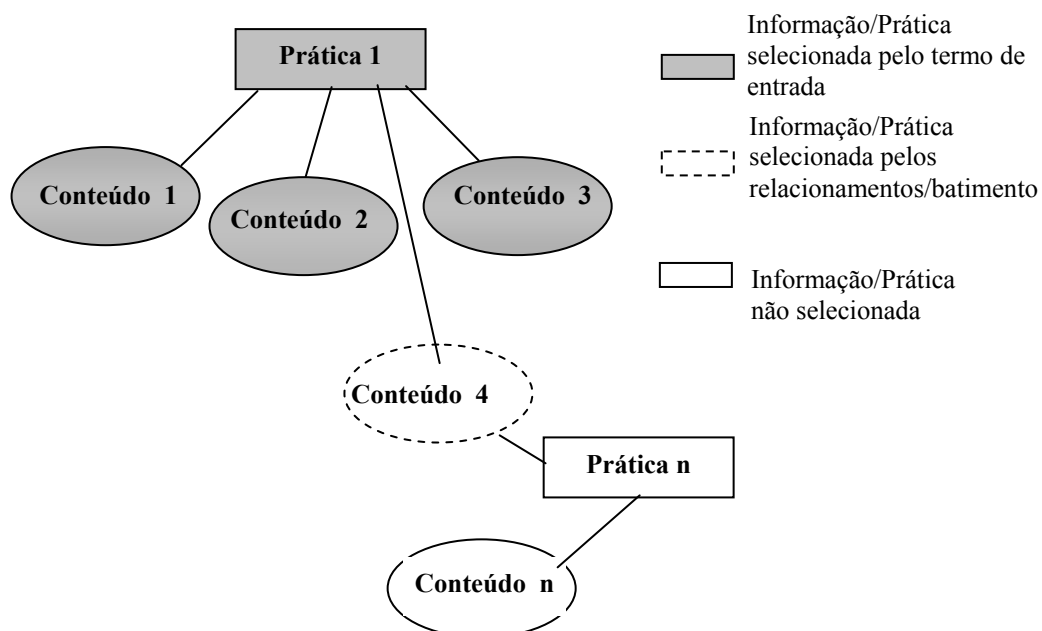 Prática 1
Conteúdo 1
Conteúdo 2
Conteúdo 3
Conteúdo 4
Prática n
Conteúdo n
Informação/Prática
selecionada pelo termo de
entrada
Informação/Prática
selecionada pelos
relacionamentos/batimento
Informação/Prática
não selecionada